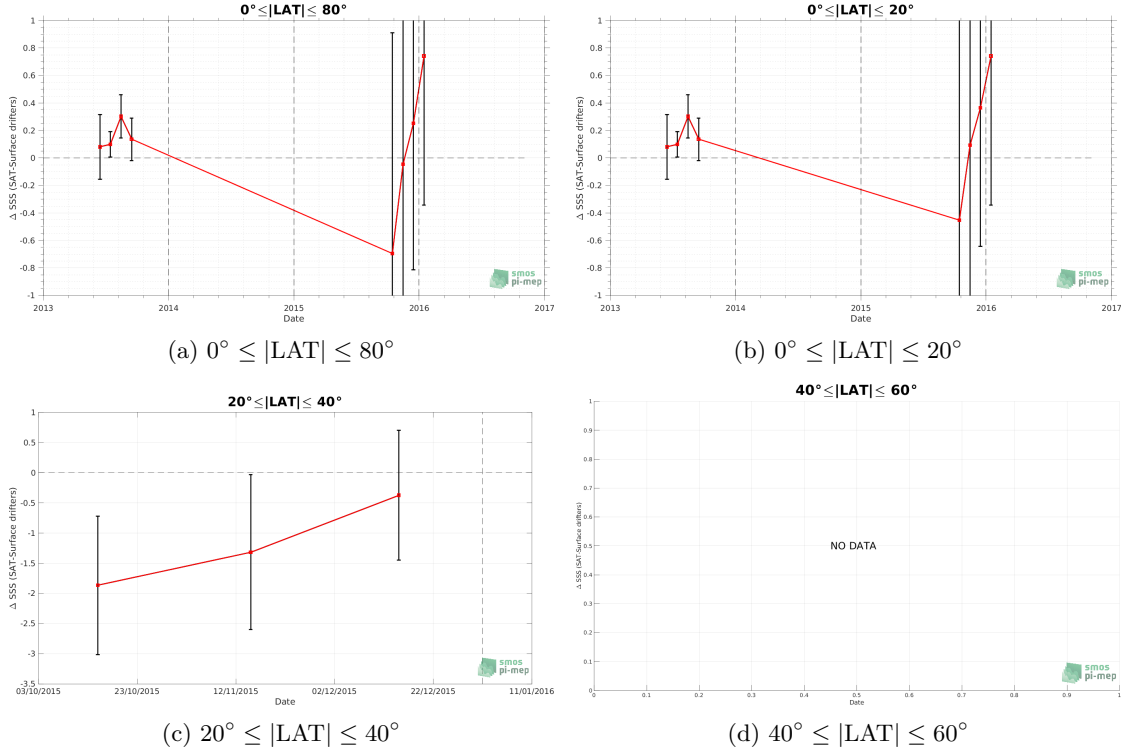 0°≤|LAT|≤ 80°
1
0.8
0.6
0.4
0.2
0
-0.2
-0.4
-0.6
-0.8
-1
Δ SSS (SAT-Surface drifters)
2013
2014
2015
2016
2017
Date
smos
pi-mep
(a) 0° ≤ |LAT| ≤ 80°
0°≤|LAT|≤ 20°
1
0.8
0.6
0.4
0.2
0
-0.2
-0.4
-0.6
-0.8
-1
Δ SSS (SAT-Surface drifters)
2013
2014
2015
2016
2017
Date
smos
pi-mep
(b) 0° ≤ |LAT| ≤ 20°
20°≤|LAT|≤ 40°
1
0.5
0
-0.5
-1
-1.5
-2
-2.5
-3
-3.5
Δ SSS (SAT-Surface drifters)
03/10/2015
23/10/2015
12/11/2015
02/12/2015
22/12/2015
11/01/2016
Date
smos
pi-mep
(c) 20° ≤ |LAT| ≤ 40°
40°≤|LAT|≤ 60°
1
0.9
0.8
0.7
0.6
0.5
0.4
0.3
0.2
0.1
0
Δ SSS (SAT-Surface drifters)
NO DATA
0
0.1
0.2
0.3
0.4
0.5
0.6
0.7
0.8
0.9
1
Date
smos
pi-mep
(d) 40° ≤ |LAT| ≤ 60°